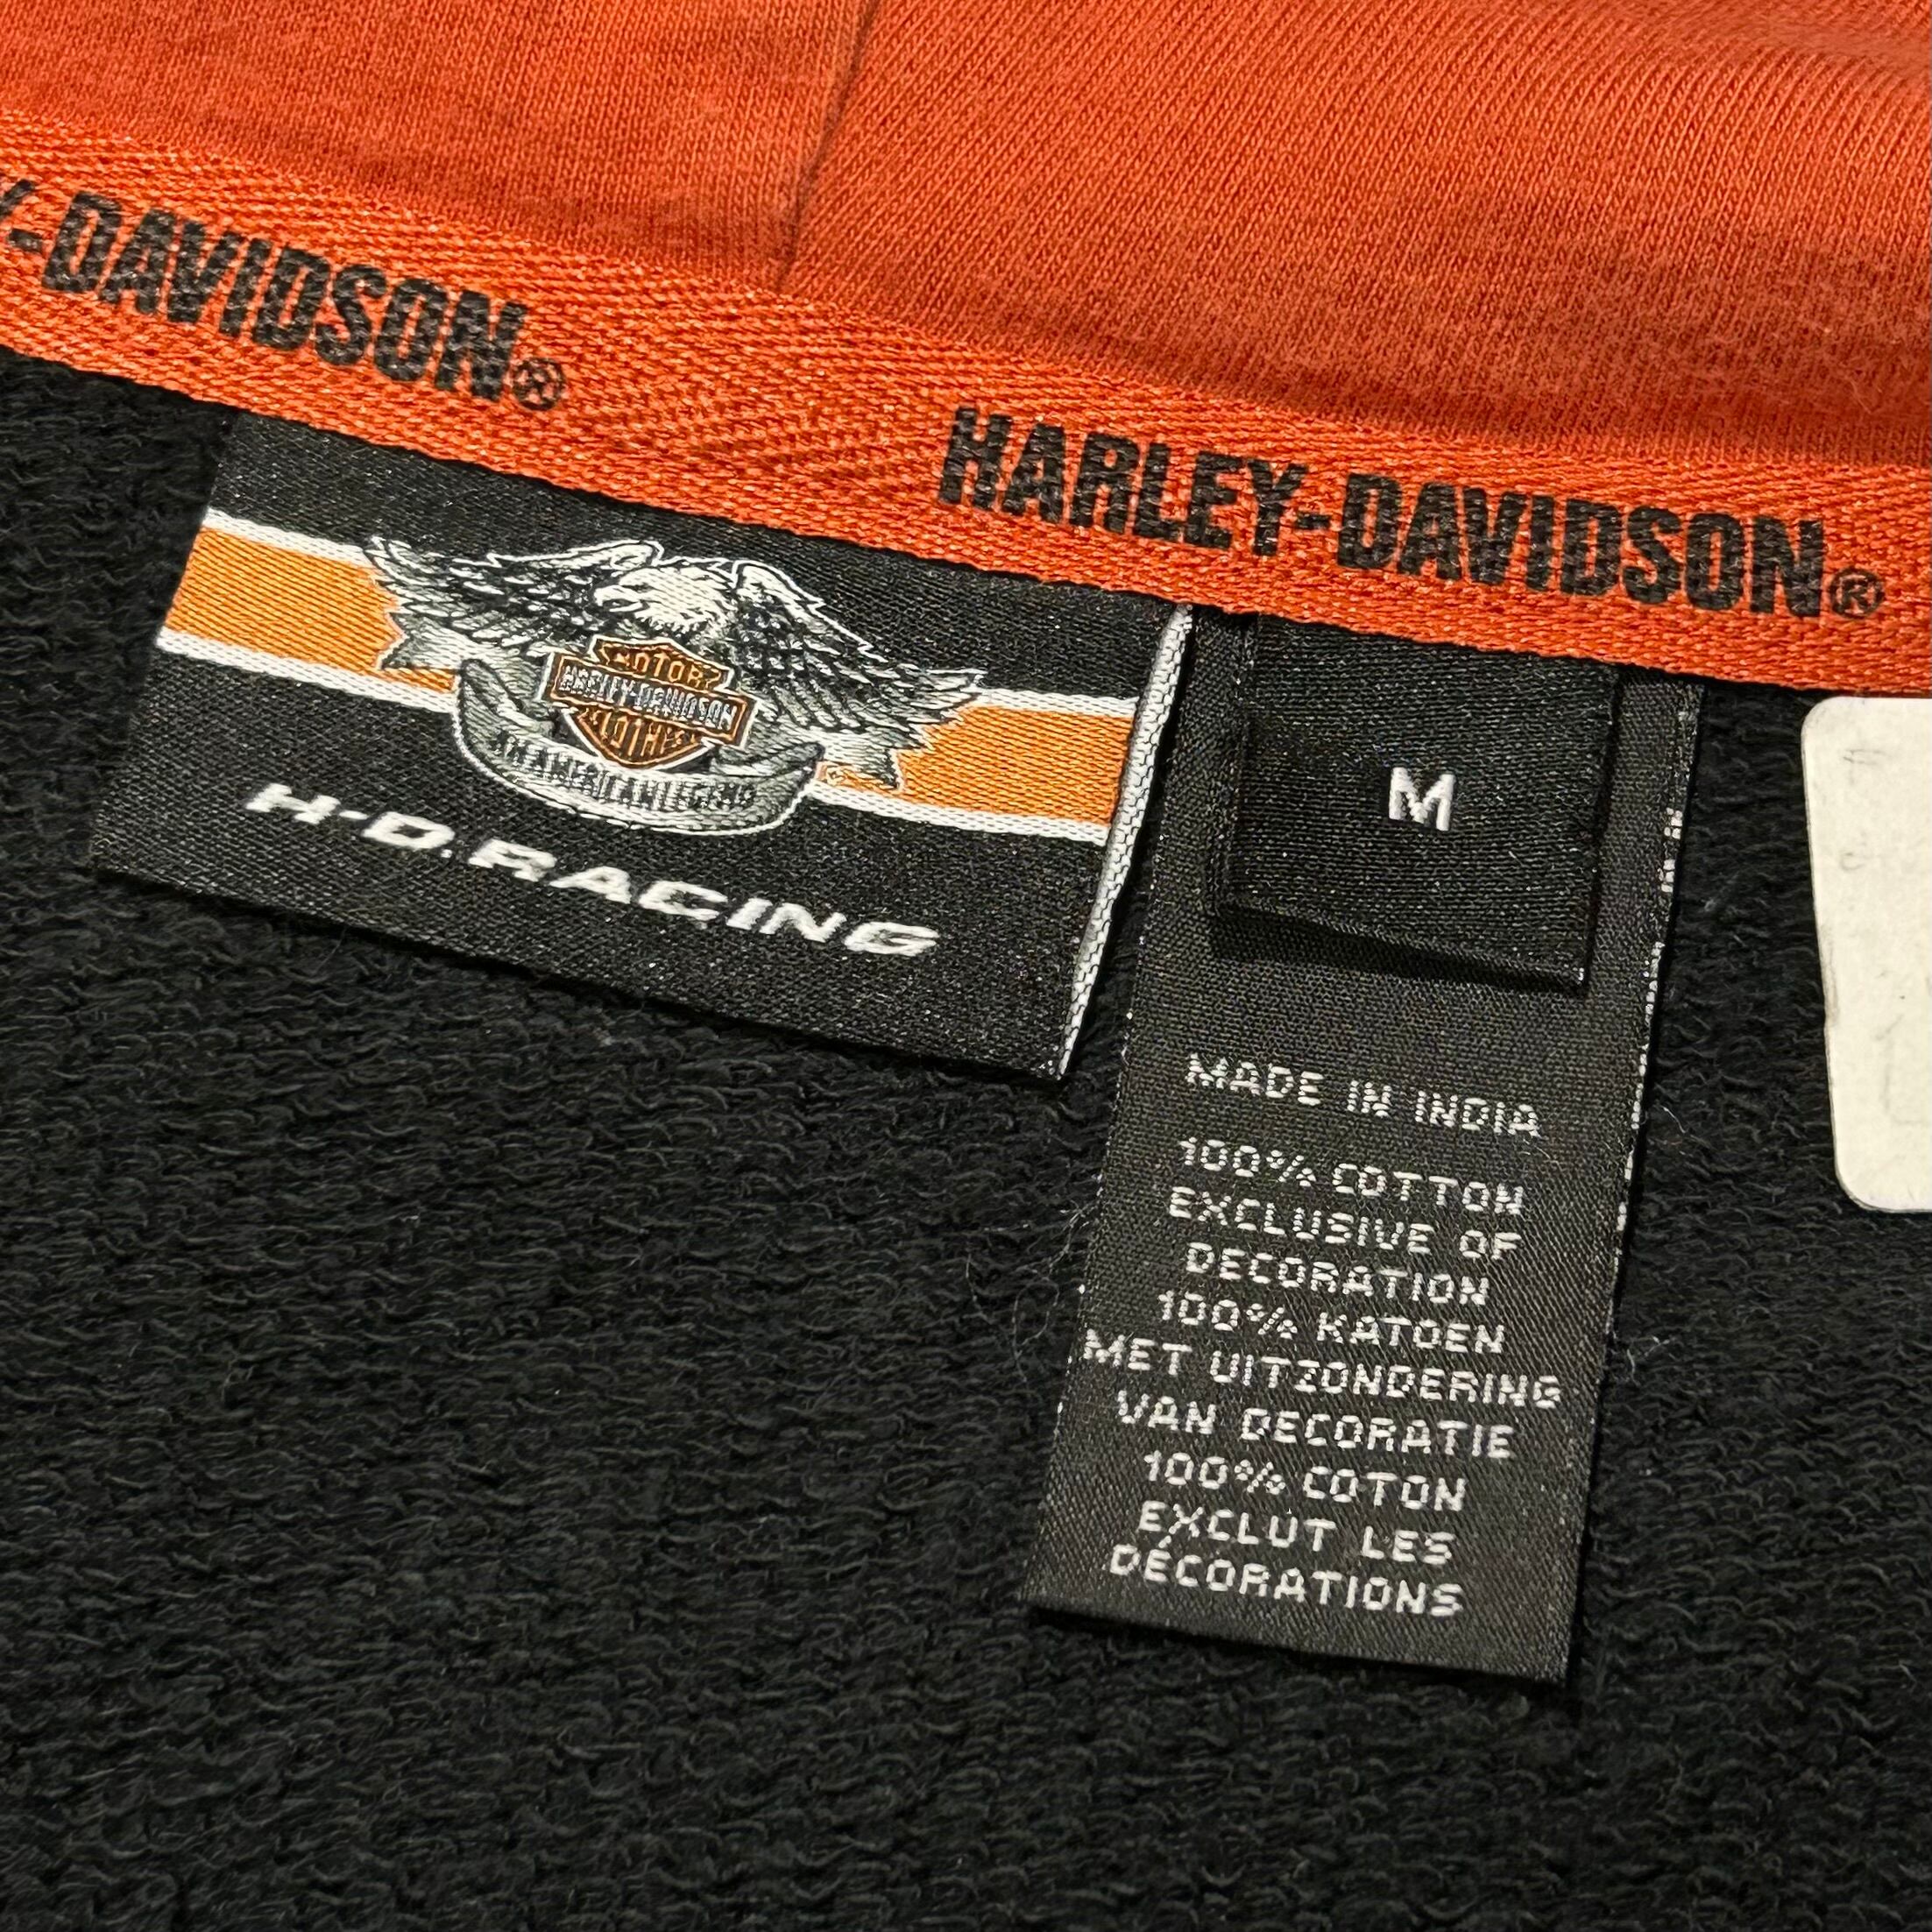 Y-DAVIDSON®
HARLEY-DAVIDSON®
MOTOR
HARLEY-DAVIDSON
CLOTHES
AN AMERICAN LEGEND
H-D.RACING
M
MADE IN INDIA
100% COTTON
EXCLUSIVE OF
DECORATION
100% KATOEN
MET UITZONDERING
VAN DECORATIE
100% COTON
EXCLUT LES
DÉCORATIONS